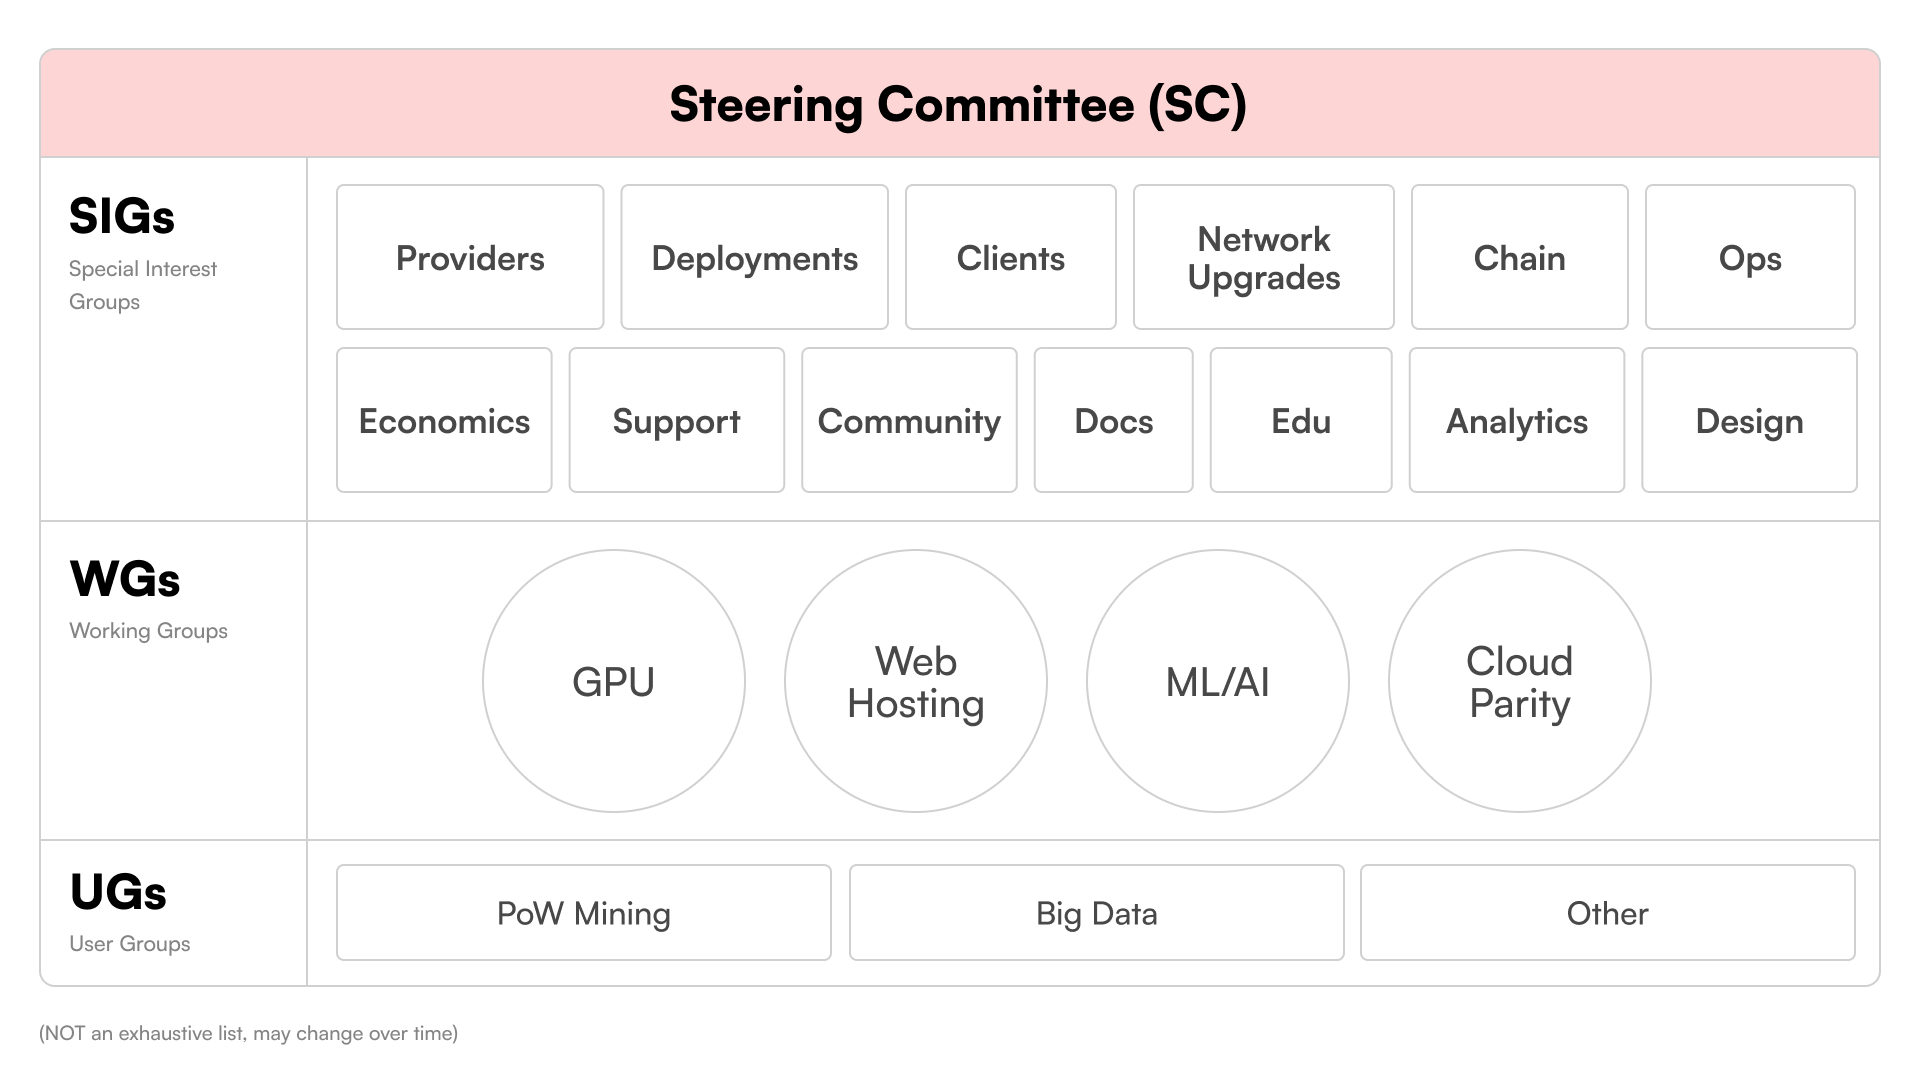 Steering Committee (SC)
SIGs
Special Interest
Groups
Providers
Deployments
Clients
Network
Upgrades
Chain
Ops
Economics
Support
Community
Docs
Edu
Analytics
Design
WGs
Working Groups
GPU
Web
Hosting
ML/AI
Cloud
Parity
UGs
User Groups
PoW Mining
Big Data
Other
(NOT an exhaustive list, may change over time)